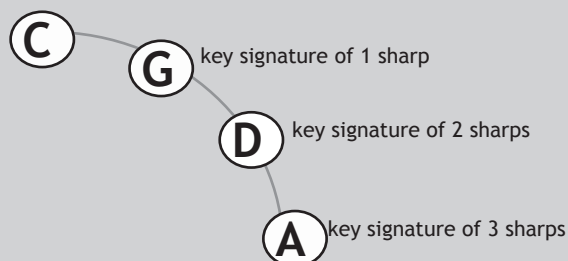 C
G key signature of 1 sharp
D key signature of 2 sharps
A key signature of 3 sharps